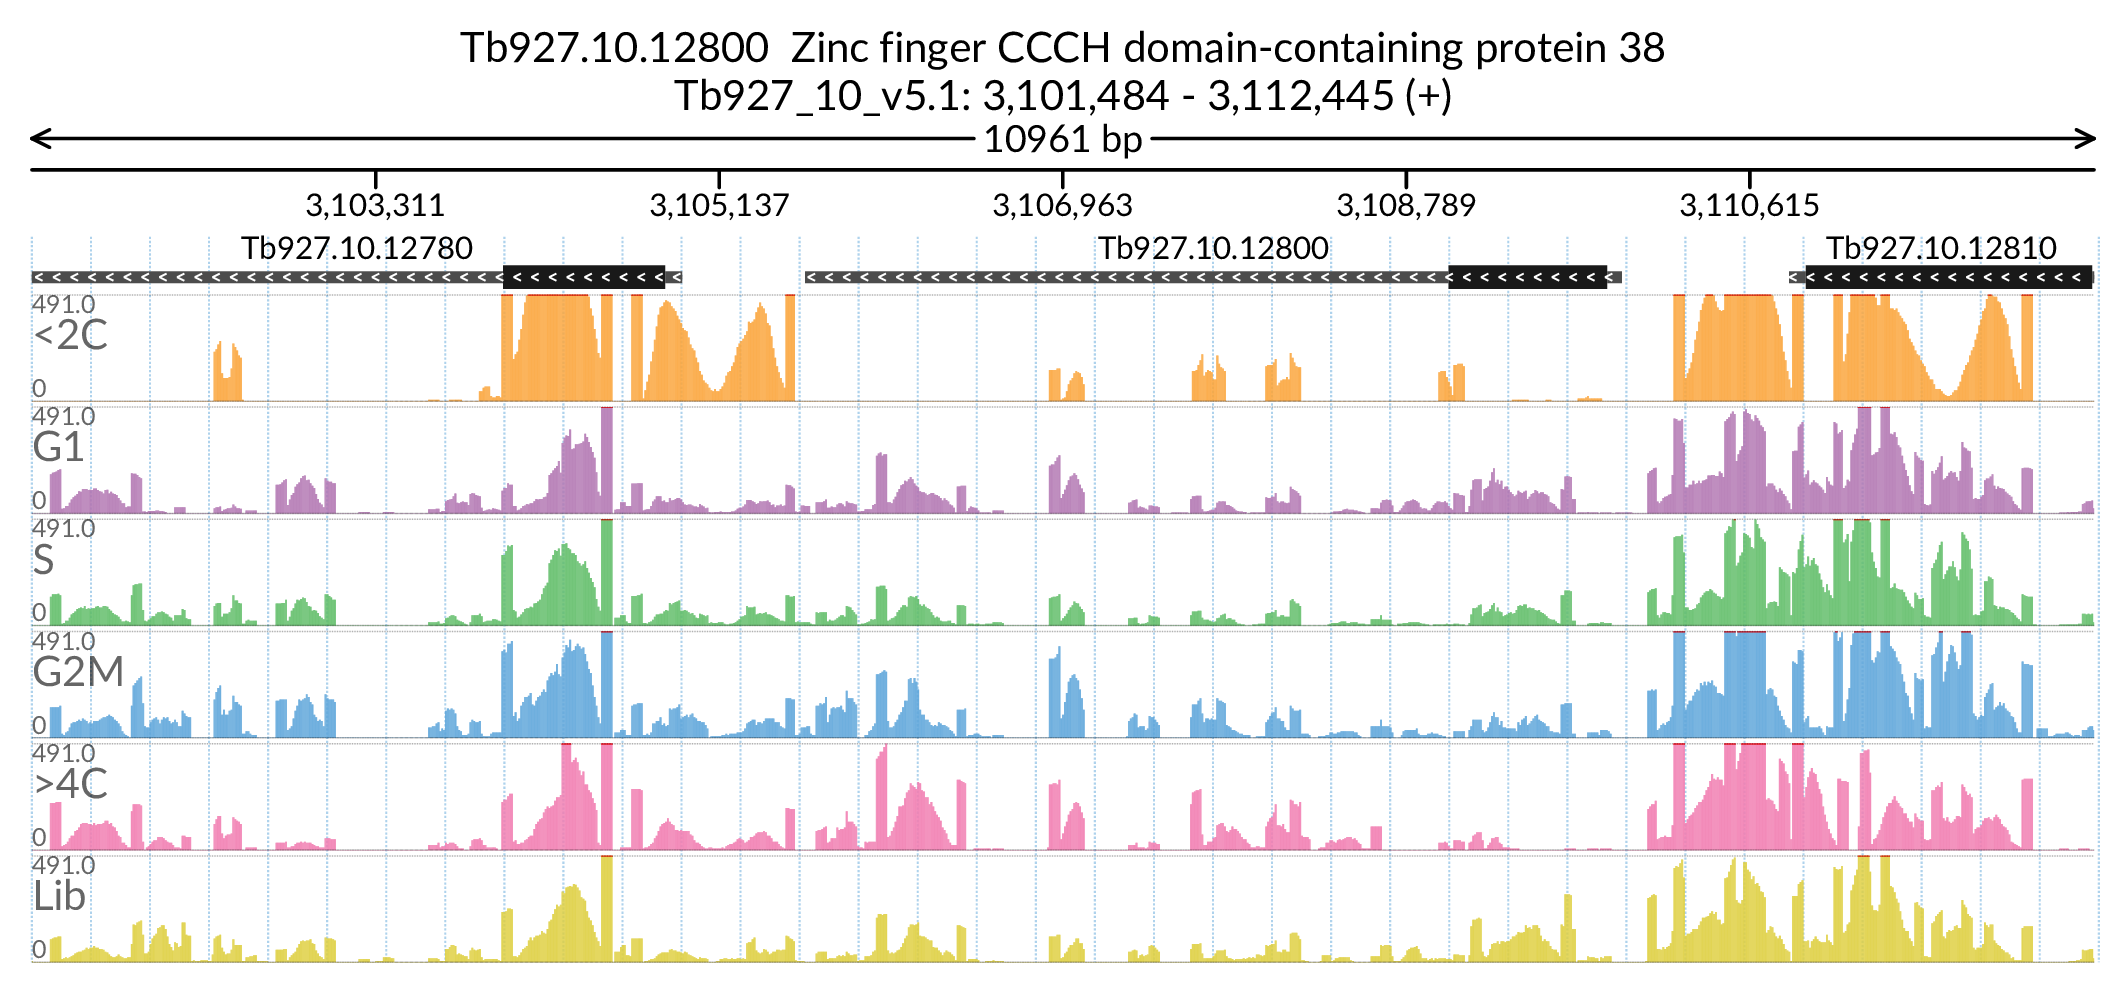 Tb927.10.12800  Zinc finger CCCH domain-containing protein 38
Tb927_10_v5.1: 3,101,484 - 3,112,445 (+)
10961 bp
3,103,311 3,105,137 3,106,963 3,108,789 3,110,615
Tb927.10.12780 Tb927.10.12800 Tb927.10.12810
491.0
<2C
0
491.0
G1
0
491.0
S
0
491.0
G2M
0
491.0
>4C
0
491.0
Lib
0